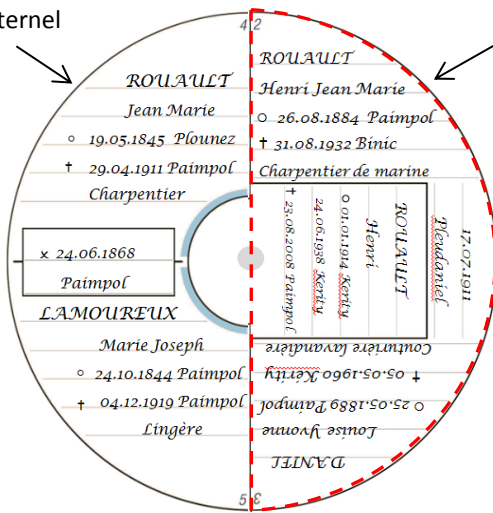 ternel
4 2
ROUAULT
Jean Marie
○ 19.05.1845 Plounez
† 29.04.1911 Paimpol
Charpentier
x 24.06.1868
Paimpol
LAMOUREUX
Marie Joseph
○ 24.10.1844 Paimpol
† 04.12.1919 Paimpol
Lingère
5 3
ROUAULT
Henri Jean Marie
○ 26.08.1884 Paimpol
† 31.08.1932 Binic
Charpentier de marine
17.07.1911
Pleudaniel
ROUAULT
Henri
○ 01.01.1914 Kerity
24.06.1938 Kerity
† 23.08.2008 Paimpol
DANIEL
Louise Yvonne
○ 25.05.1889 Paimpol
† 05.05.1960 Kérity
Couturière lavandière